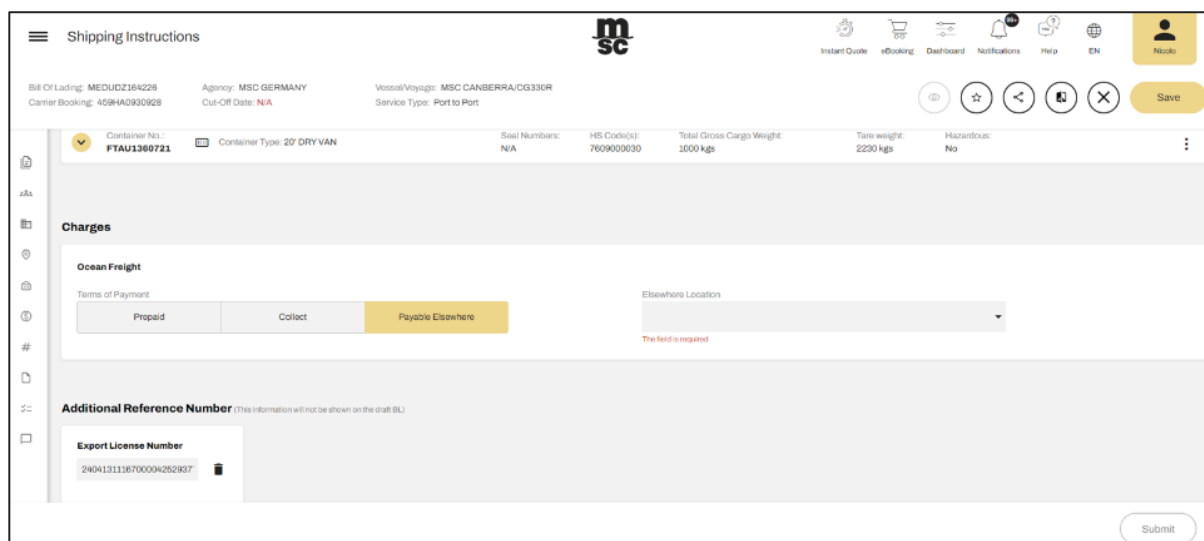 Shipping Instructions
msc
Instant Quote
eBooking
Dashboard
99+
Notifications
Help
EN
Nicolo
Bill Of Lading: MEDUDZ164226
Agency: MSC GERMANY
Vessel/Voyage: MSC CANBERRA/CG330R
Carrier Booking: 459HA0930928
Cut-Off Date: N/A
Service Type: Port to Port
Save
Container No.:
FTAU1360721
Container Type: 20' DRY VAN
Seal Numbers:
N/A
HS Code(s):
7609000030
Total Gross Cargo Weight:
1000 kgs
Tare weight:
2230 kgs
Hazardous:
No
Charges
Ocean Freight
Terms of Payment
Prepaid
Collect
Payable Elsewhere
Elsewhere Location
The field is required
Additional Reference Number (This information will not be shown on the draft BL)
Export License Number
2404131116700004252937
Submit